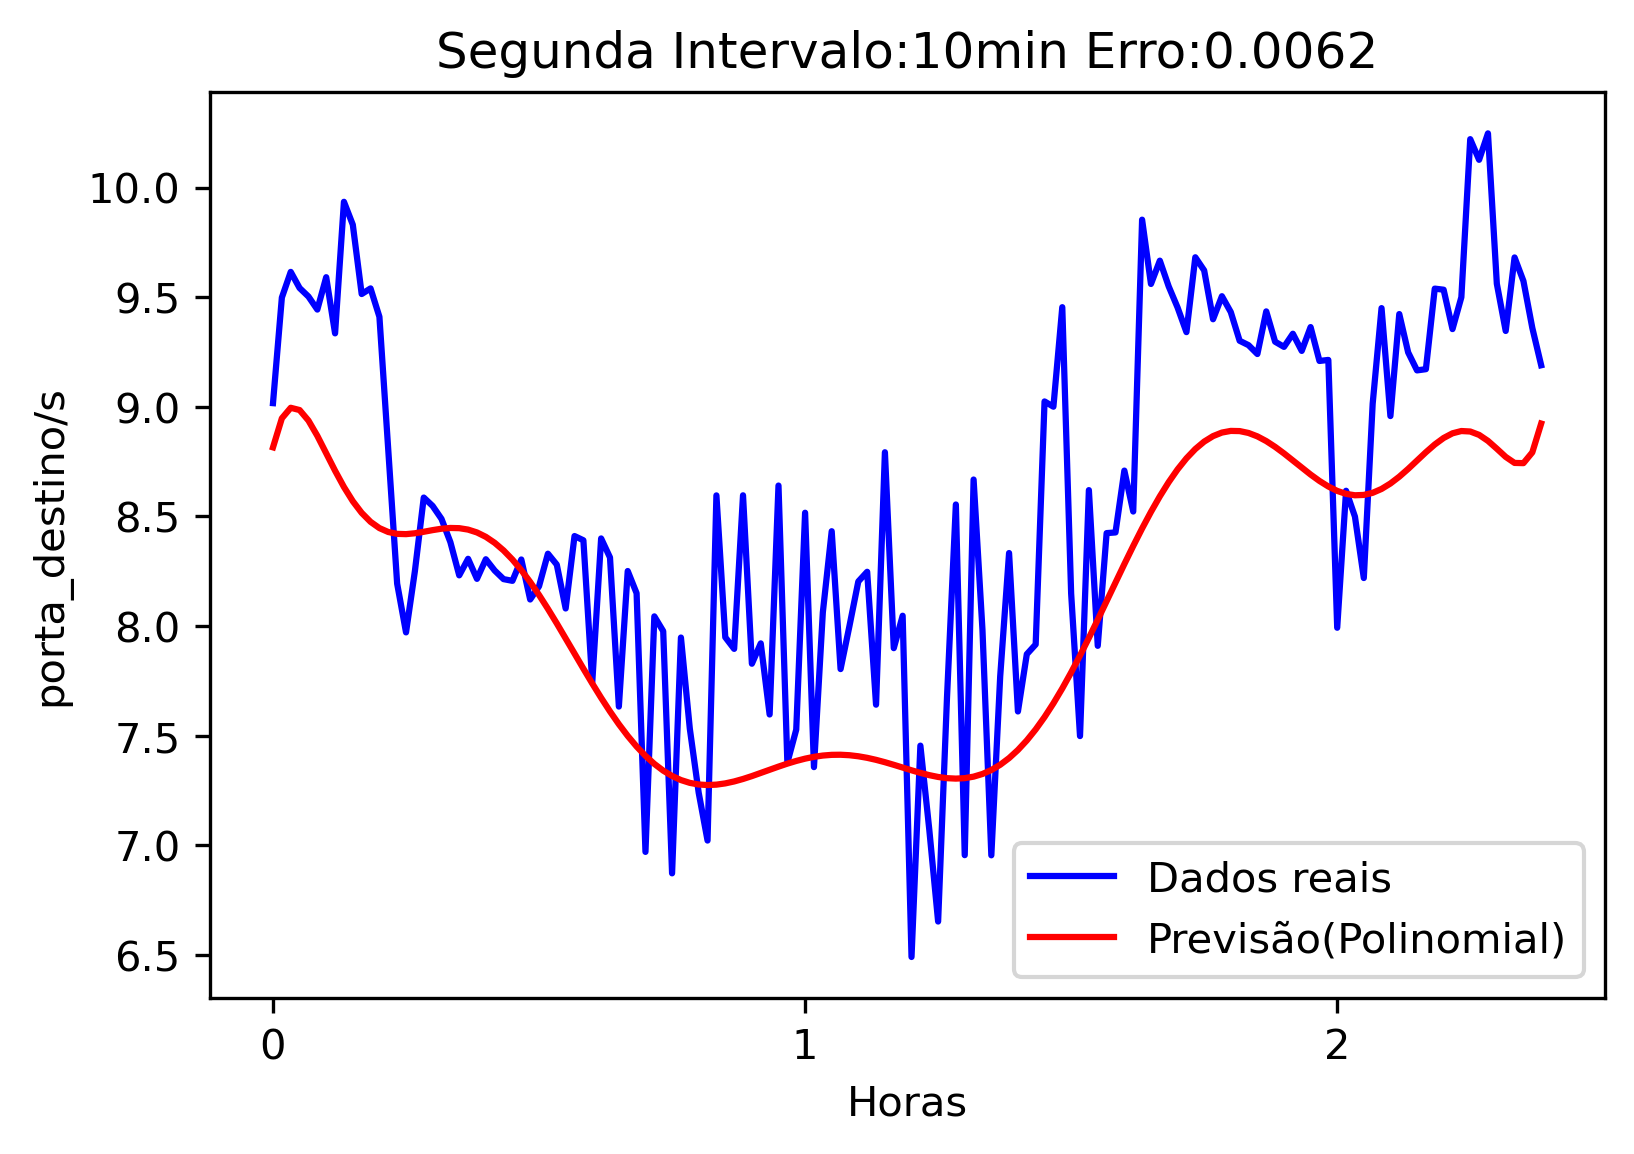 Segunda Intervalo:10min Erro:0.0062
porta_destino/s
10.0
9.5
9.0
8.5
8.0
7.5
7.0
6.5
Dados reais
Previsão(Polinomial)
0 1 2
Horas